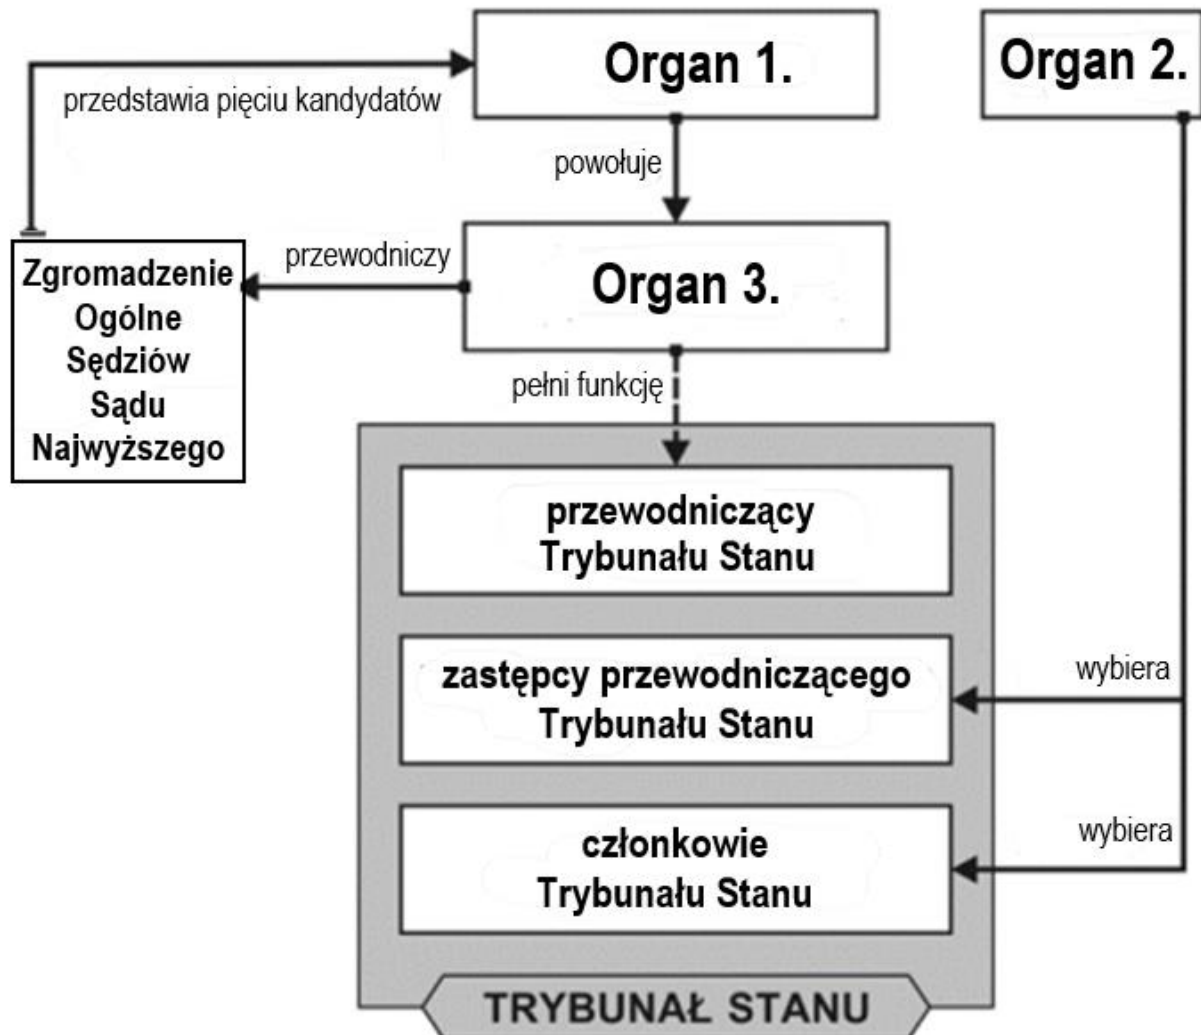 Organ 1.
Organ 2.
przedstawia pięciu kandydatów
powołuje
Zgromadzenie
Ogólne
Sędziów
Sądu
Najwyższego
przewodniczy
Organ 3.
pełni funkcję
przewodniczący
Trybunału Stanu
zastępcy przewodniczącego
Trybunału Stanu
wybiera
członkowie
Trybunału Stanu
wybiera
TRYBUNAŁ STANU